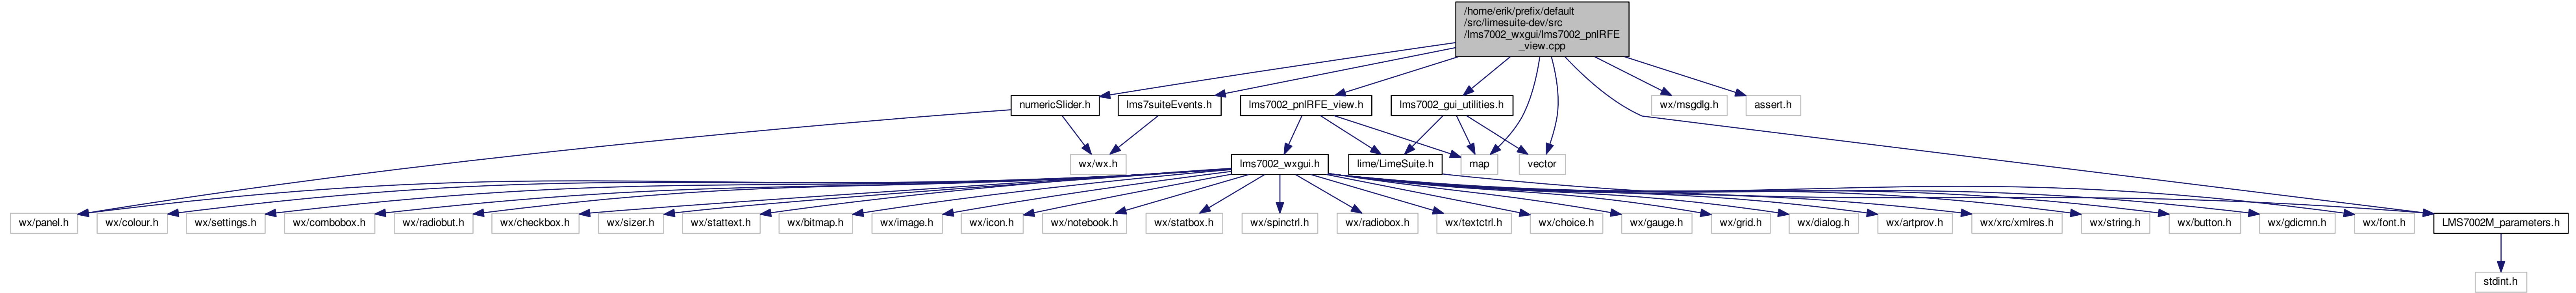 /home/erik/prefix/default
/src/limesuite-dev/src
/lms7002_wxgui/lms7002_pnlRFE
_view.cpp
numericSlider.h
lms7suiteEvents.h
lms7002_pnlRFE_view.h
lms7002_gui_utilities.h
wx/msgdlg.h
assert.h
wx/wx.h
lms7002_wxgui.h
lime/LimeSuite.h
map
vector
wx/panel.h
wx/colour.h
wx/settings.h
wx/combobox.h
wx/radiobut.h
wx/checkbox.h
wx/sizer.h
wx/stattext.h
wx/bitmap.h
wx/image.h
wx/icon.h
wx/notebook.h
wx/statbox.h
wx/spinctrl.h
wx/radiobox.h
wx/textctrl.h
wx/choice.h
wx/gauge.h
wx/grid.h
wx/dialog.h
wx/artprov.h
wx/xrc/xmlres.h
wx/string.h
wx/button.h
wx/gdicmn.h
wx/font.h
LMS7002M_parameters.h
stdint.h